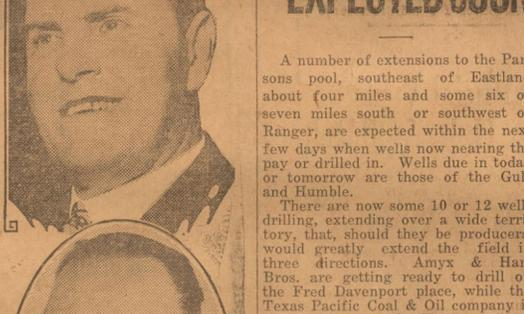 EXPECTED SOON
A number of extensions to the Par
sons pool, southeast of Eastlan
about four miles and some six o
seven miles south or southwest o
Ranger, are expected within the nex
few days when wells now nearing th
pay or drilled in. Wells due in toda
or tomorrow are those of the Gul
and Humble.
There are now some 10 or 12 well
drilling, extending over a wide terri
tory, that, should they be producer
would greatly extend the field i
three directions. Amyx & Har
Bros. are getting ready to drill o
the Fred Davenport place, while th
Texas Pacific Coal & Oil company i